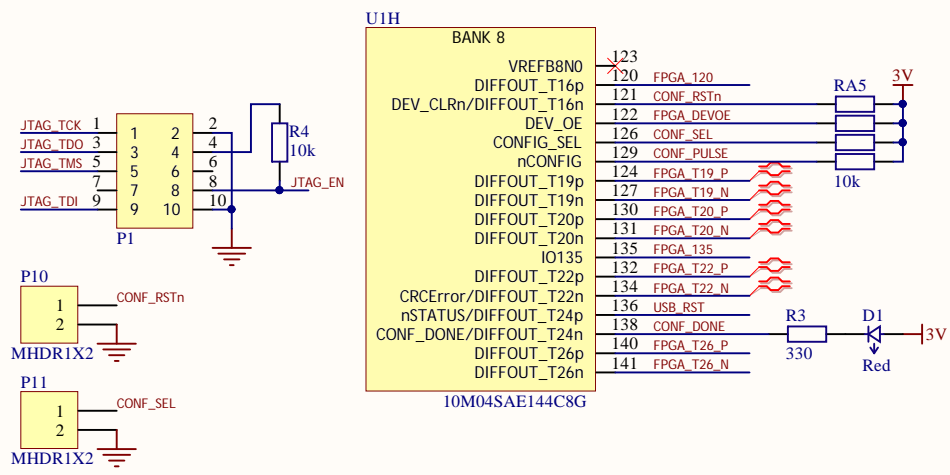 U1H
BANK 8
VREFB8N0 123
DIFFOUT_T16p 120 FPGA_120
DEV_CLRn/DIFFOUT_T16n 121 CONF_RSTn
DEV_OE 122 FPGA_DEVOE
CONFIG_SEL 126 CONF_SEL
nCONFIG 129 CONF_PULSE
DIFFOUT_T19p 124 FPGA_T19_P
DIFFOUT_T19n 127 FPGA_T19_N
DIFFOUT_T20p 130 FPGA_T20_P
DIFFOUT_T20n 131 FPGA_T20_N
IO135 135 FPGA_135
DIFFOUT_T22p 132 FPGA_T22_P
CRCError/DIFFOUT_T22n 134 FPGA_T22_N
nSTATUS/DIFFOUT_T24p 136 USB_RST
CONF_DONE/DIFFOUT_T24n 138 CONF_DONE
DIFFOUT_T26p 140 FPGA_T26_P
DIFFOUT_T26n 141 FPGA_T26_N
10M04SAE144C8G
3V
RA5
10k
R3
330
D1
Red
3V
JTAG_TCK 1 1 2 2
JTAG_TDO 3 3 4 4
JTAG_TMS 5 5 6 6
7 7 8 8 JTAG_EN
JTAG_TDI 9 9 10 10
P1
R4
10k
P10
1 CONF_RSTn
2
MHDR1X2
P11
1 CONF_SEL
2
MHDR1X2